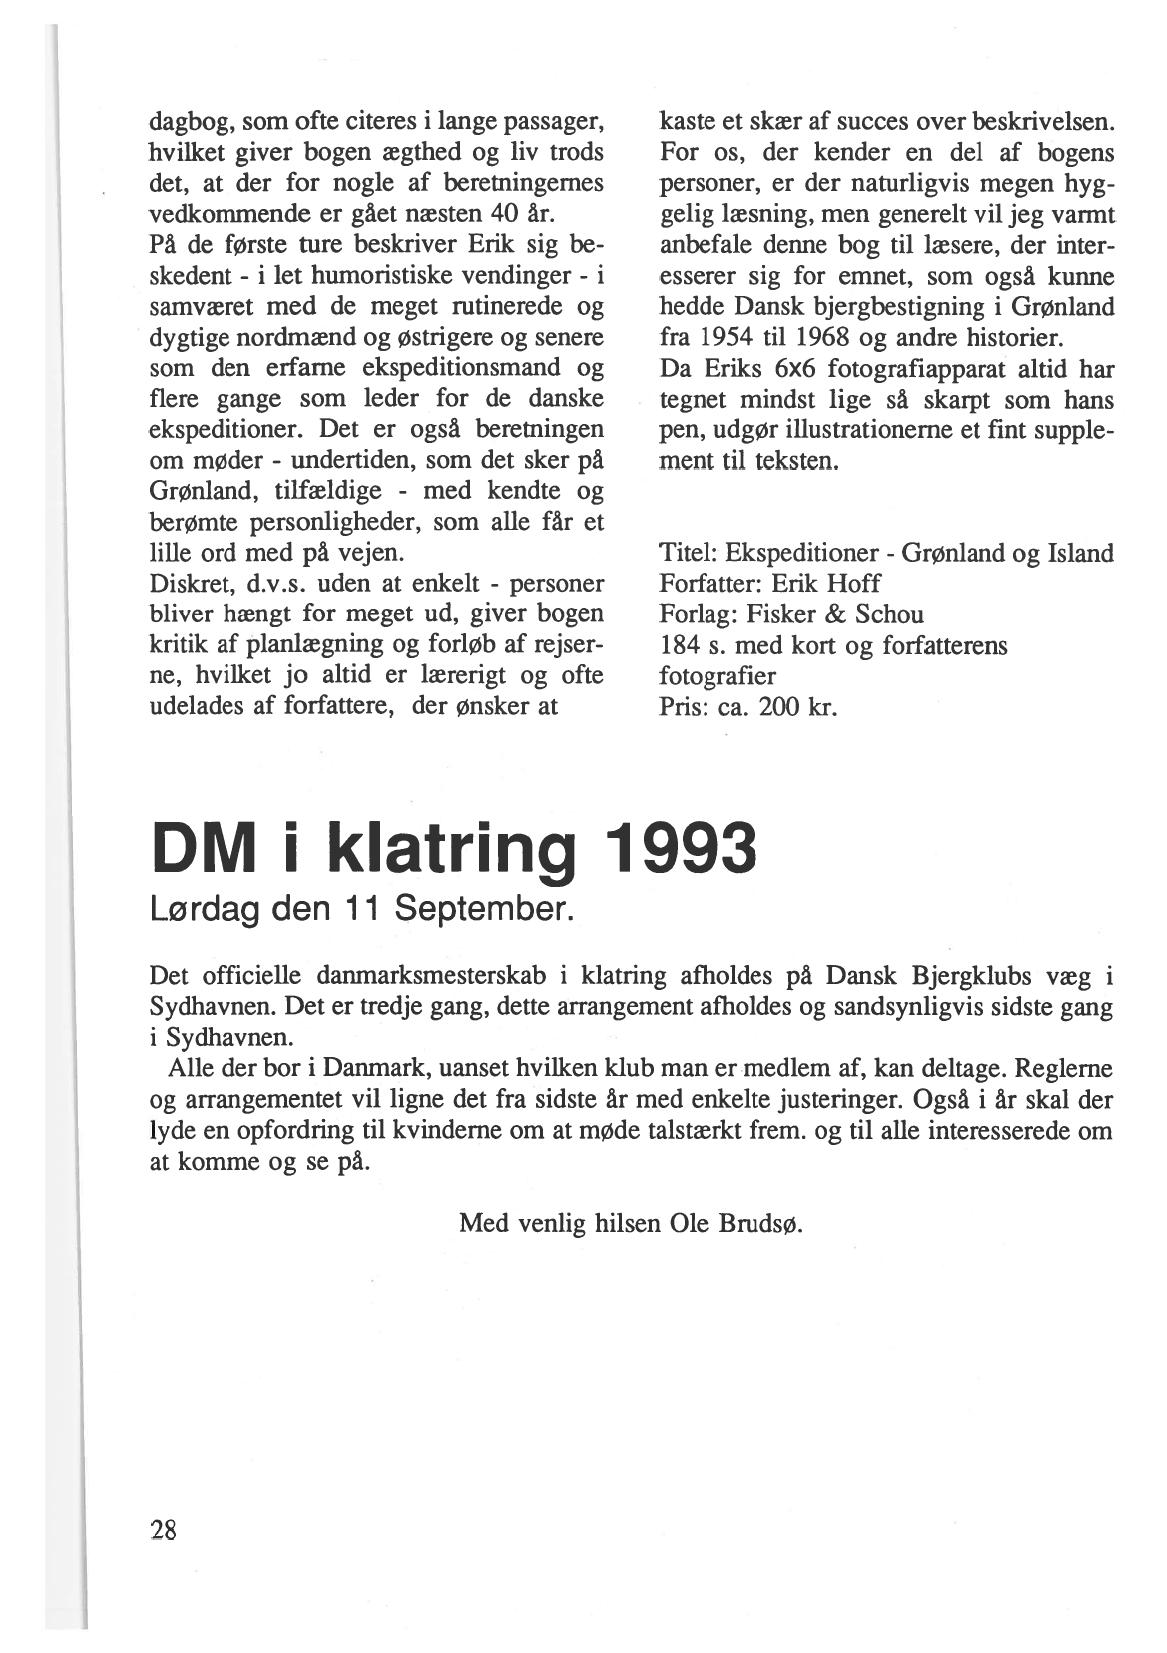 dagbog, som ofte citeres i lange passager,
hvilket giver bogen ægthed og liv trods
det, at der for nogle af beretningernes
vedkommende er gået næsten 40 år.
På de første ture beskriver Erik sig be-
skedent - i let humoristiske vendinger - i
samværet med de meget rutinerede og
dygtige nordmænd og østrigere og senere
som den erfarne ekspeditionsmand og
flere gange som leder for de danske
ekspeditioner. Det er også beretningen
om møder - undertiden, som det sker på
Grønland, tilfældige - med kendte og
berømte personligheder, som alle får et
lille ord med på vejen.
Diskret, d.v.s. uden at enkelt - personer
bliver hængt for meget ud, giver bogen
kritik af planlægning og forløb af rejser-
ne, hvilket jo altid er lærerigt og ofte
udelades af forfattere, der ønsker at
kaste et skær af succes over beskrivelsen.
For os, der kender en del af bogens
personer, er der naturligvis megen hyg-
gelig læsning, men generelt vil jeg varmt
anbefale denne bog til læsere, der inter-
esserer sig for emnet, som også kunne
hedde Dansk bjergbestigning i Grønland
fra 1954 til 1968 og andre historier.
Da Eriks 6x6 fotografiapparat altid har
tegnet mindst lige så skarpt som hans
pen, udgør illustrationerne et fint supple-
ment til teksten.
Titel: Ekspeditioner - Grønland og Island
Forfatter: Erik Hoff
Forlag: Fisker & Schou
184 s. med kort og forfatterens
fotografier
Pris: ca. 200 kr.
DM i klatring 1993
Lørdag den 11 September.
Det officielle danmarksmesterskab i klatring afholdes på Dansk Bjergklubs væg i
Sydhavnen. Det er tredje gang, dette arrangement afholdes og sandsynligvis sidste gang
i Sydhavnen.
Alle der bor i Danmark, uanset hvilken klub man er medlem af, kan deltage. Reglerne
og arrangementet vil ligne det fra sidste år med enkelte justeringer. Også i år skal der
lyde en opfordring til kvinderne om at møde talstærkt frem. og til alle interesserede om
at komme og se på.
Med venlig hilsen Ole Brudsø.
28